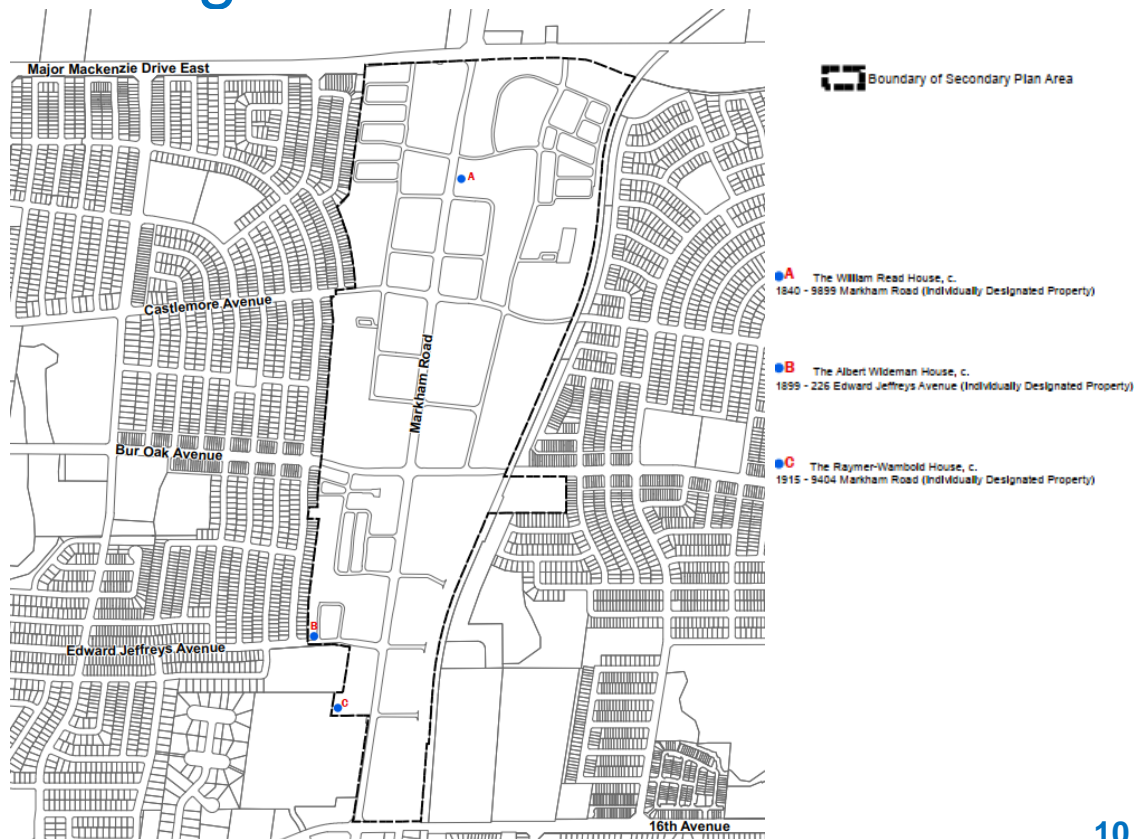 Major Mackenzie Drive East
Boundary of Secondary Plan Area
A
A The William Read House, c.
1840 - 9899 Markham Road (Individually Designated Property)
Castlemore Avenue
Markham Road
B The Albert Wideman House, c.
1899 - 226 Edward Jeffreys Avenue (Individually Designated Property)
Bur Oak Avenue
C The Raymer-Wambold House, c.
1915 - 9404 Markham Road (Individually Designated Property)
B
Edward Jeffreys Avenue
C
16th Avenue
10